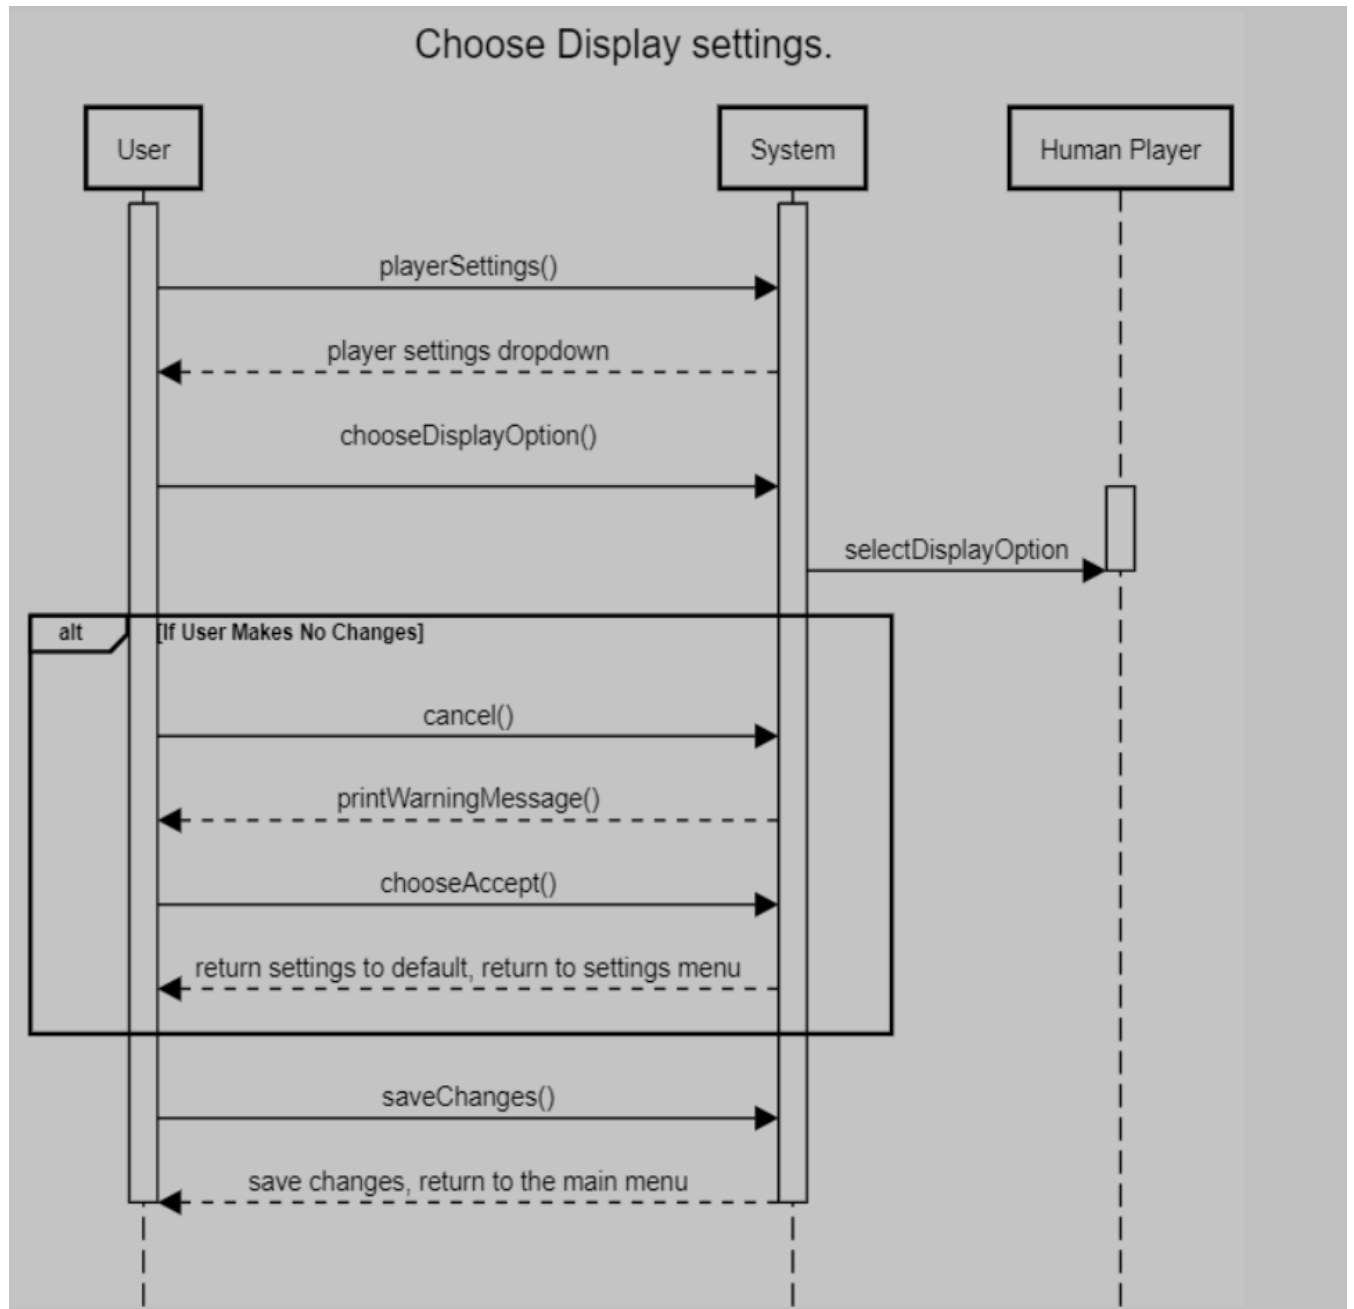 Choose Display settings.
User
System
Human Player
playerSettings()
player settings dropdown
chooseDisplayOption()
selectDisplayOption
alt
[If User Makes No Changes]
cancel()
printWarningMessage()
chooseAccept()
return settings to default, return to settings menu
saveChanges()
save changes, return to the main menu